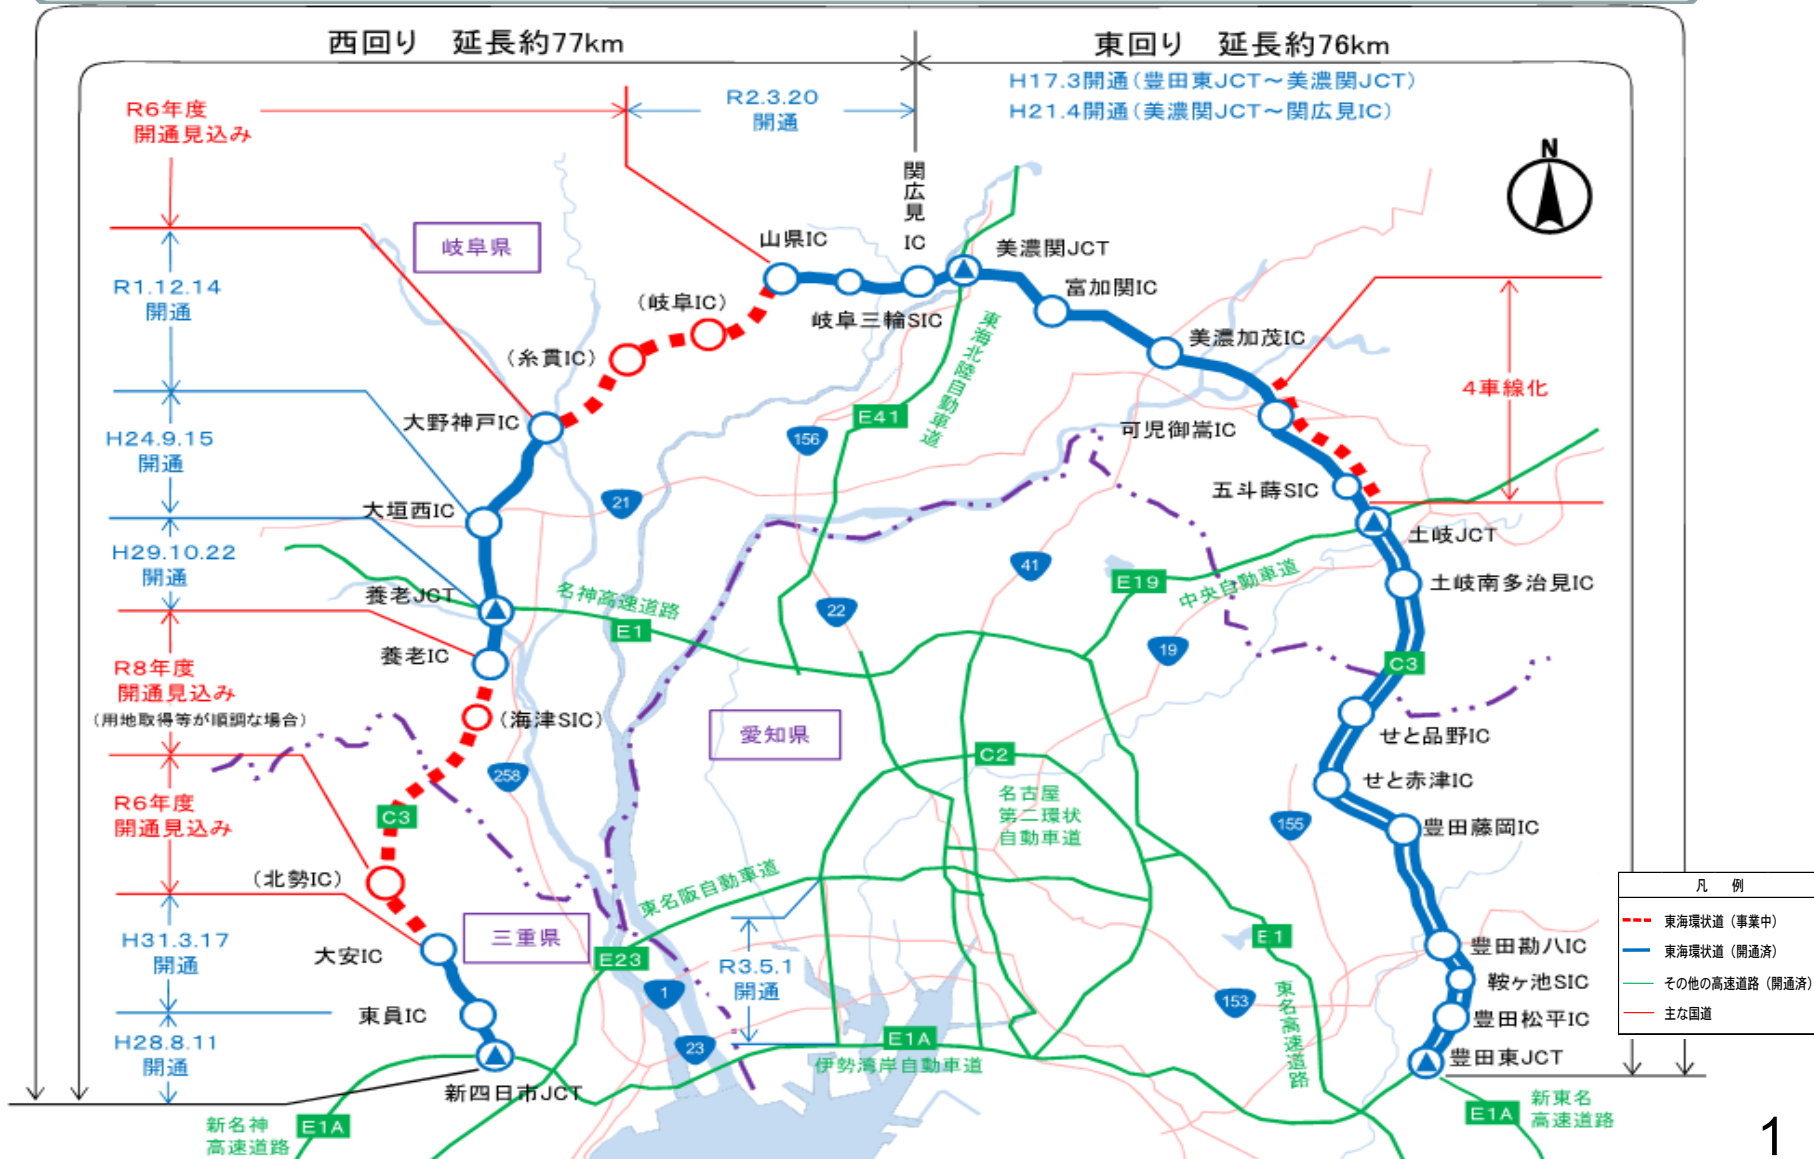 西回り 延長約77km
東回り 延長約76km
H17.3開通(豊田東JCT～美濃関JCT)
H21.4開通(美濃関JCT～関広見IC)
R6年度
開通見込み
R2.3.20
開通
関広見IC
N
岐阜県
山県IC
美濃関JCT
富加関IC
岐阜三輪SIC
(岐阜IC)
(糸貫IC)
東海北陸自動車道
美濃加茂IC
4車線化
R1.12.14
開通
大野神戸IC
E41
156
可児御嵩IC
H24.9.15
開通
大垣西IC
21
五斗蒔SIC
土岐JCT
H29.10.22
開通
養老JCT
名神高速道路
E1
22
41
E19
中央自動車道
土岐南多治見IC
19
C3
養老IC
R8年度
開通見込み
(用地取得等が順調な場合)
(海津SIC)
愛知県
せと品野IC
258
C2
せと赤津IC
R6年度
開通見込み
C3
名古屋
第二環状
自動車道
155
豊田藤岡IC
(北勢IC)
東名阪自動車道
三重県
H31.3.17
開通
大安IC
E23
R3.5.1
開通
E1
豊田勘八IC
鞍ヶ池SIC
1
153
東名高速道路
東員IC
豊田松平IC
H28.8.11
開通
23
E1A
伊勢湾岸自動車道
豊田東JCT
新四日市JCT
新名神
高速道路
E1A
E1A
新東名
高速道路
凡 例
東海環状道（事業中）
東海環状道（開通済）
その他の高速道路（開通済）
主な国道
1